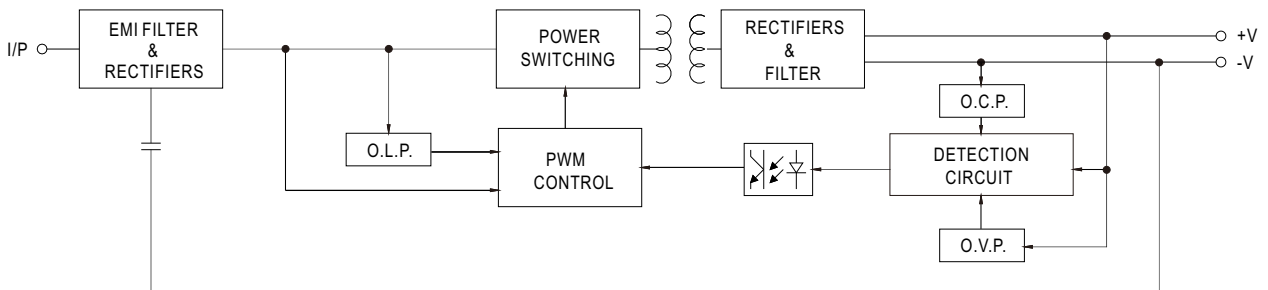 I/P
EMI FILTER
&
RECTIFIERS
POWER
SWITCHING
RECTIFIERS
&
FILTER
+V
-V
O.L.P.
PWM
CONTROL
O.C.P.
DETECTION
CIRCUIT
O.V.P.